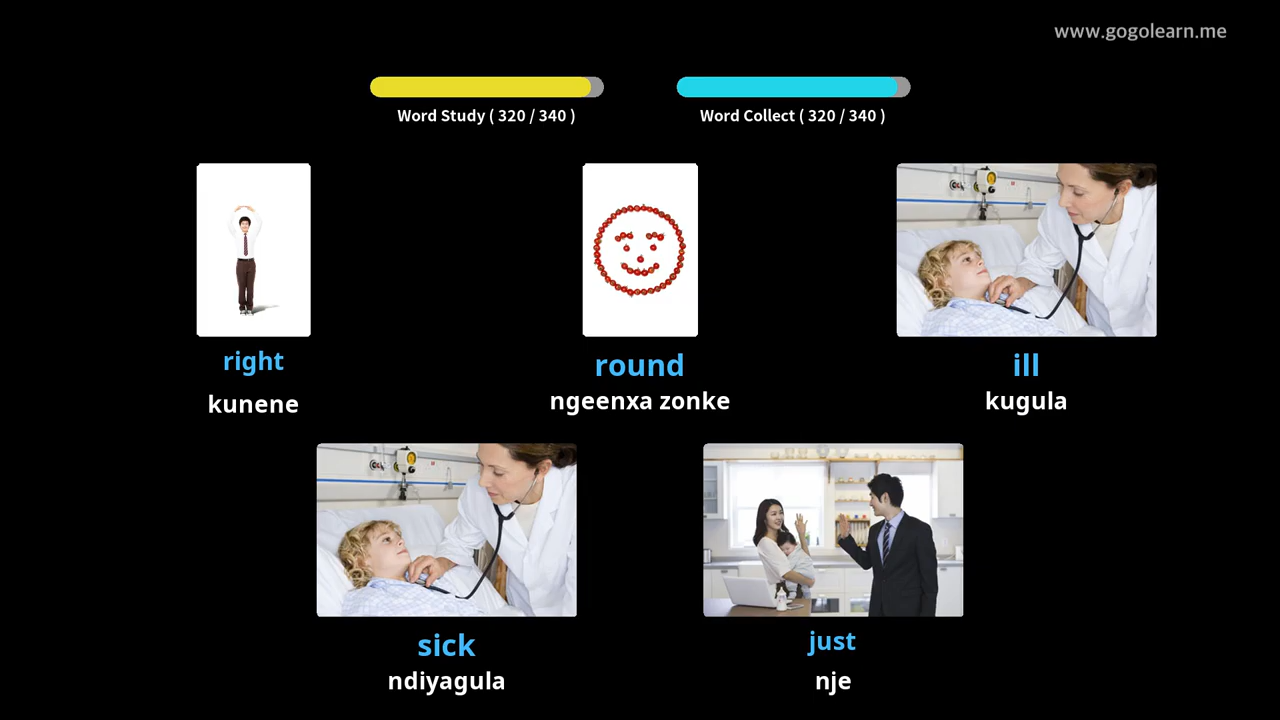 www.gogolearn.me
Word Study ( 320 / 340 )
Word Collect ( 320 / 340 )
right
kunene
round
ngeenxa zonke
ill
kugula
sick
ndiyagula
just
nje